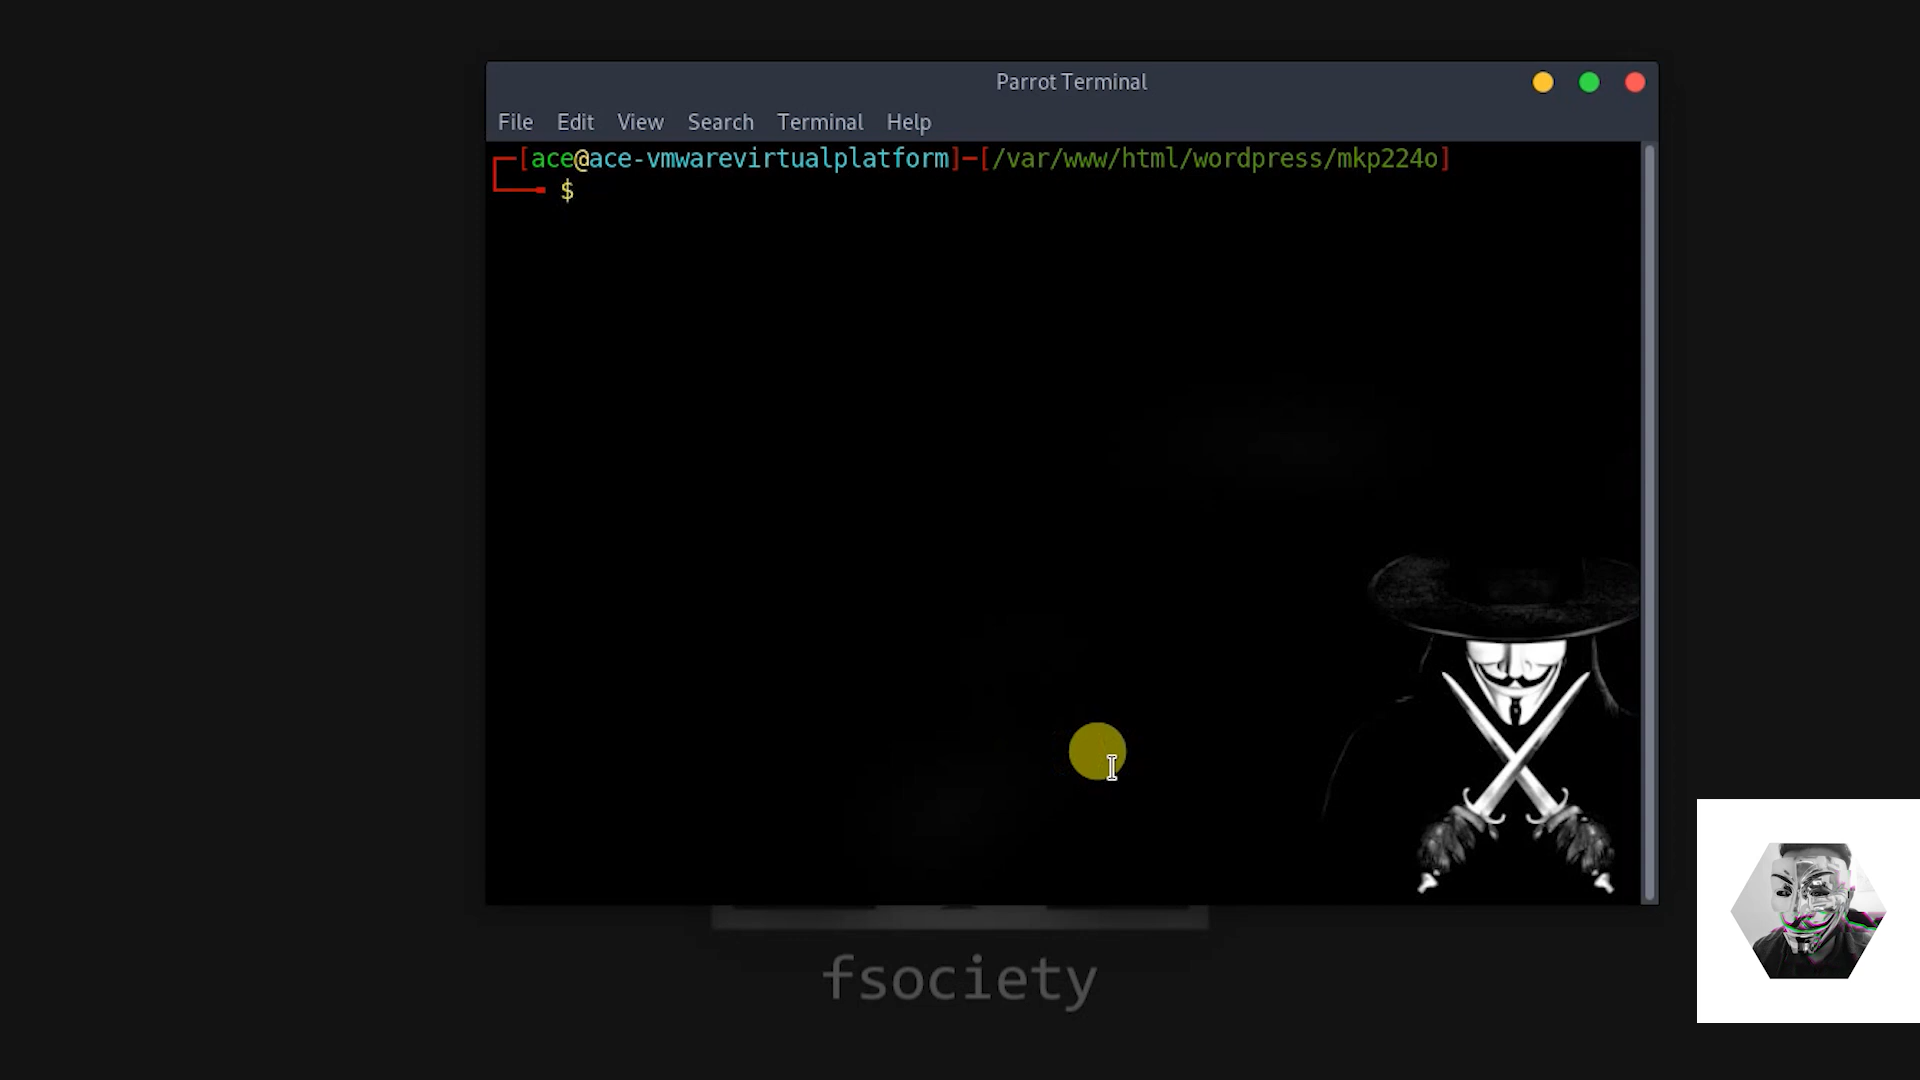 Parrot Terminal
File Edit View Search Terminal Help
┌─[ace@ace-vmwarevirtualplatform]─[/var/www/html/wordpress/mkp224o]
└──╼ $
fsociety